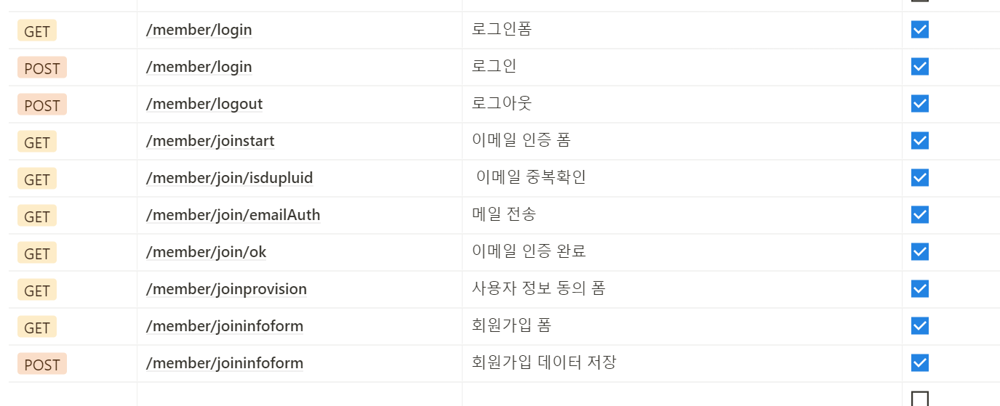 GET /member/login 로그인폼
POST /member/login 로그인
POST /member/logout 로그아웃
GET /member/joinstart 이메일 인증 폼
GET /member/join/isdupluid 이메일 중복확인
GET /member/join/emailAuth 메일 전송
GET /member/join/ok 이메일 인증 완료
GET /member/joinprovision 사용자 정보 동의 폼
GET /member/joininfoform 회원가입 폼
POST /member/joininfoform 회원가입 데이터 저장